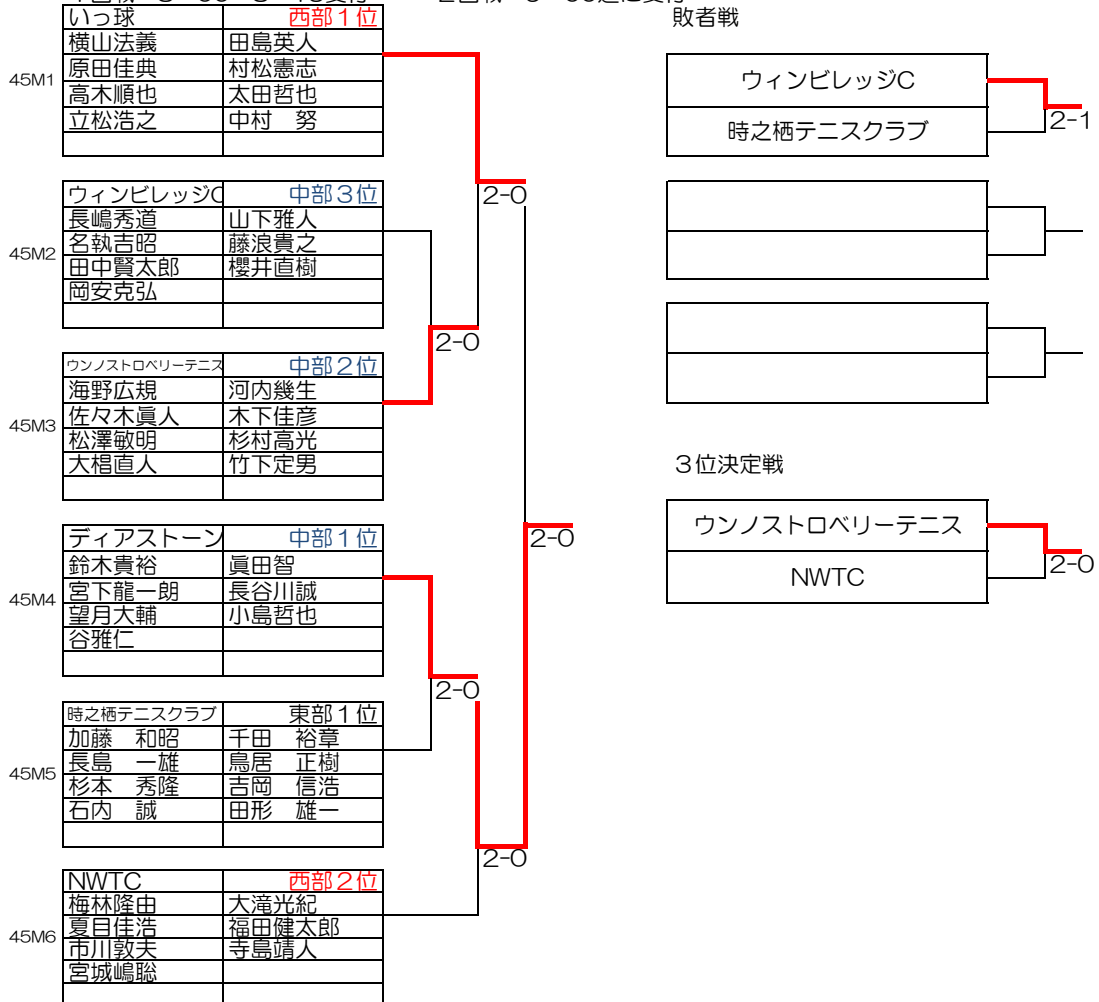 いっ球 西部１位
横山法義 田島英人
原田佳典 村松憲志
45M1
高木順也 太田哲也
立松浩之 中村　努
ウィンビレッジC 中部３位
長嶋秀道 山下雅人
名執吉昭 藤浪貴之
45M2
田中賢太郎 櫻井直樹
岡安克弘
ウンノストロベリーテニス 中部２位
海野広規 河内幾生
佐々木眞人 木下佳彦
45M3
松澤敏明 杉村高光
大椙直人 竹下定男
ディアストーン 中部１位
鈴木貴裕 眞田智
宮下龍一朗 長谷川誠
45M4
望月大輔 小島哲也
谷雅仁
時之栖テニスクラブ 東部１位
加藤　和昭 千田　裕章
長島　一雄 鳥居　正樹
45M5
杉本　秀隆 吉岡　信浩
石内　誠 田形　雄一
NWTC 西部２位
梅林隆由 大滝光紀
夏目佳浩 福田健太郎
45M6
市川敦夫 寺島靖人
宮城嶋聡
2-0
2-0
2-0
2-0
2-0
敗者戦
ウィンビレッジC
時之栖テニスクラブ
2-1
３位決定戦
ウンノストロベリーテニス
NWTC
2-0